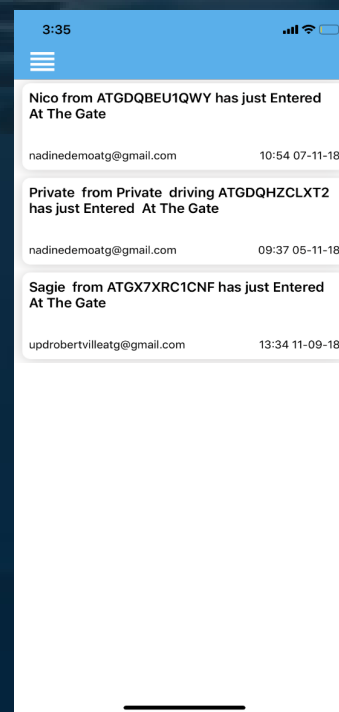 3:35
Nico from ATGDQBEU1QWY has just Entered
At The Gate
nadinedemoatg@gmail.com 10:54 07-11-18
Private from Private driving ATGDQHZCLXT2
has just Entered At The Gate
nadinedemoatg@gmail.com 09:37 05-11-18
Sagie from ATGX7XRC1CNF has just Entered
At The Gate
updrobertvilleatg@gmail.com 13:34 11-09-18